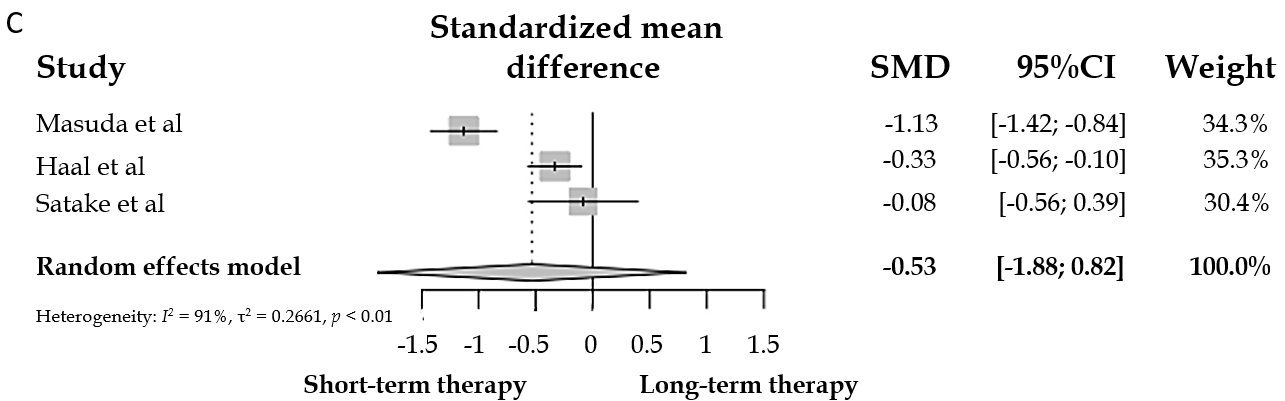 C
Standardized mean
Study difference SMD 95%CI Weight
Masuda et al -1.13 [-1.42; -0.84] 34.3%
Haal et al -0.33 [-0.56; -0.10] 35.3%
Satake et al -0.08 [-0.56; 0.39] 30.4%
Random effects model -0.53 [-1.88; 0.82] 100.0%
Heterogeneity: I² = 91%, τ² = 0.2661, p < 0.01
-1.5 -1 -0.5 0 0.5 1 1.5
Short-term therapy Long-term therapy